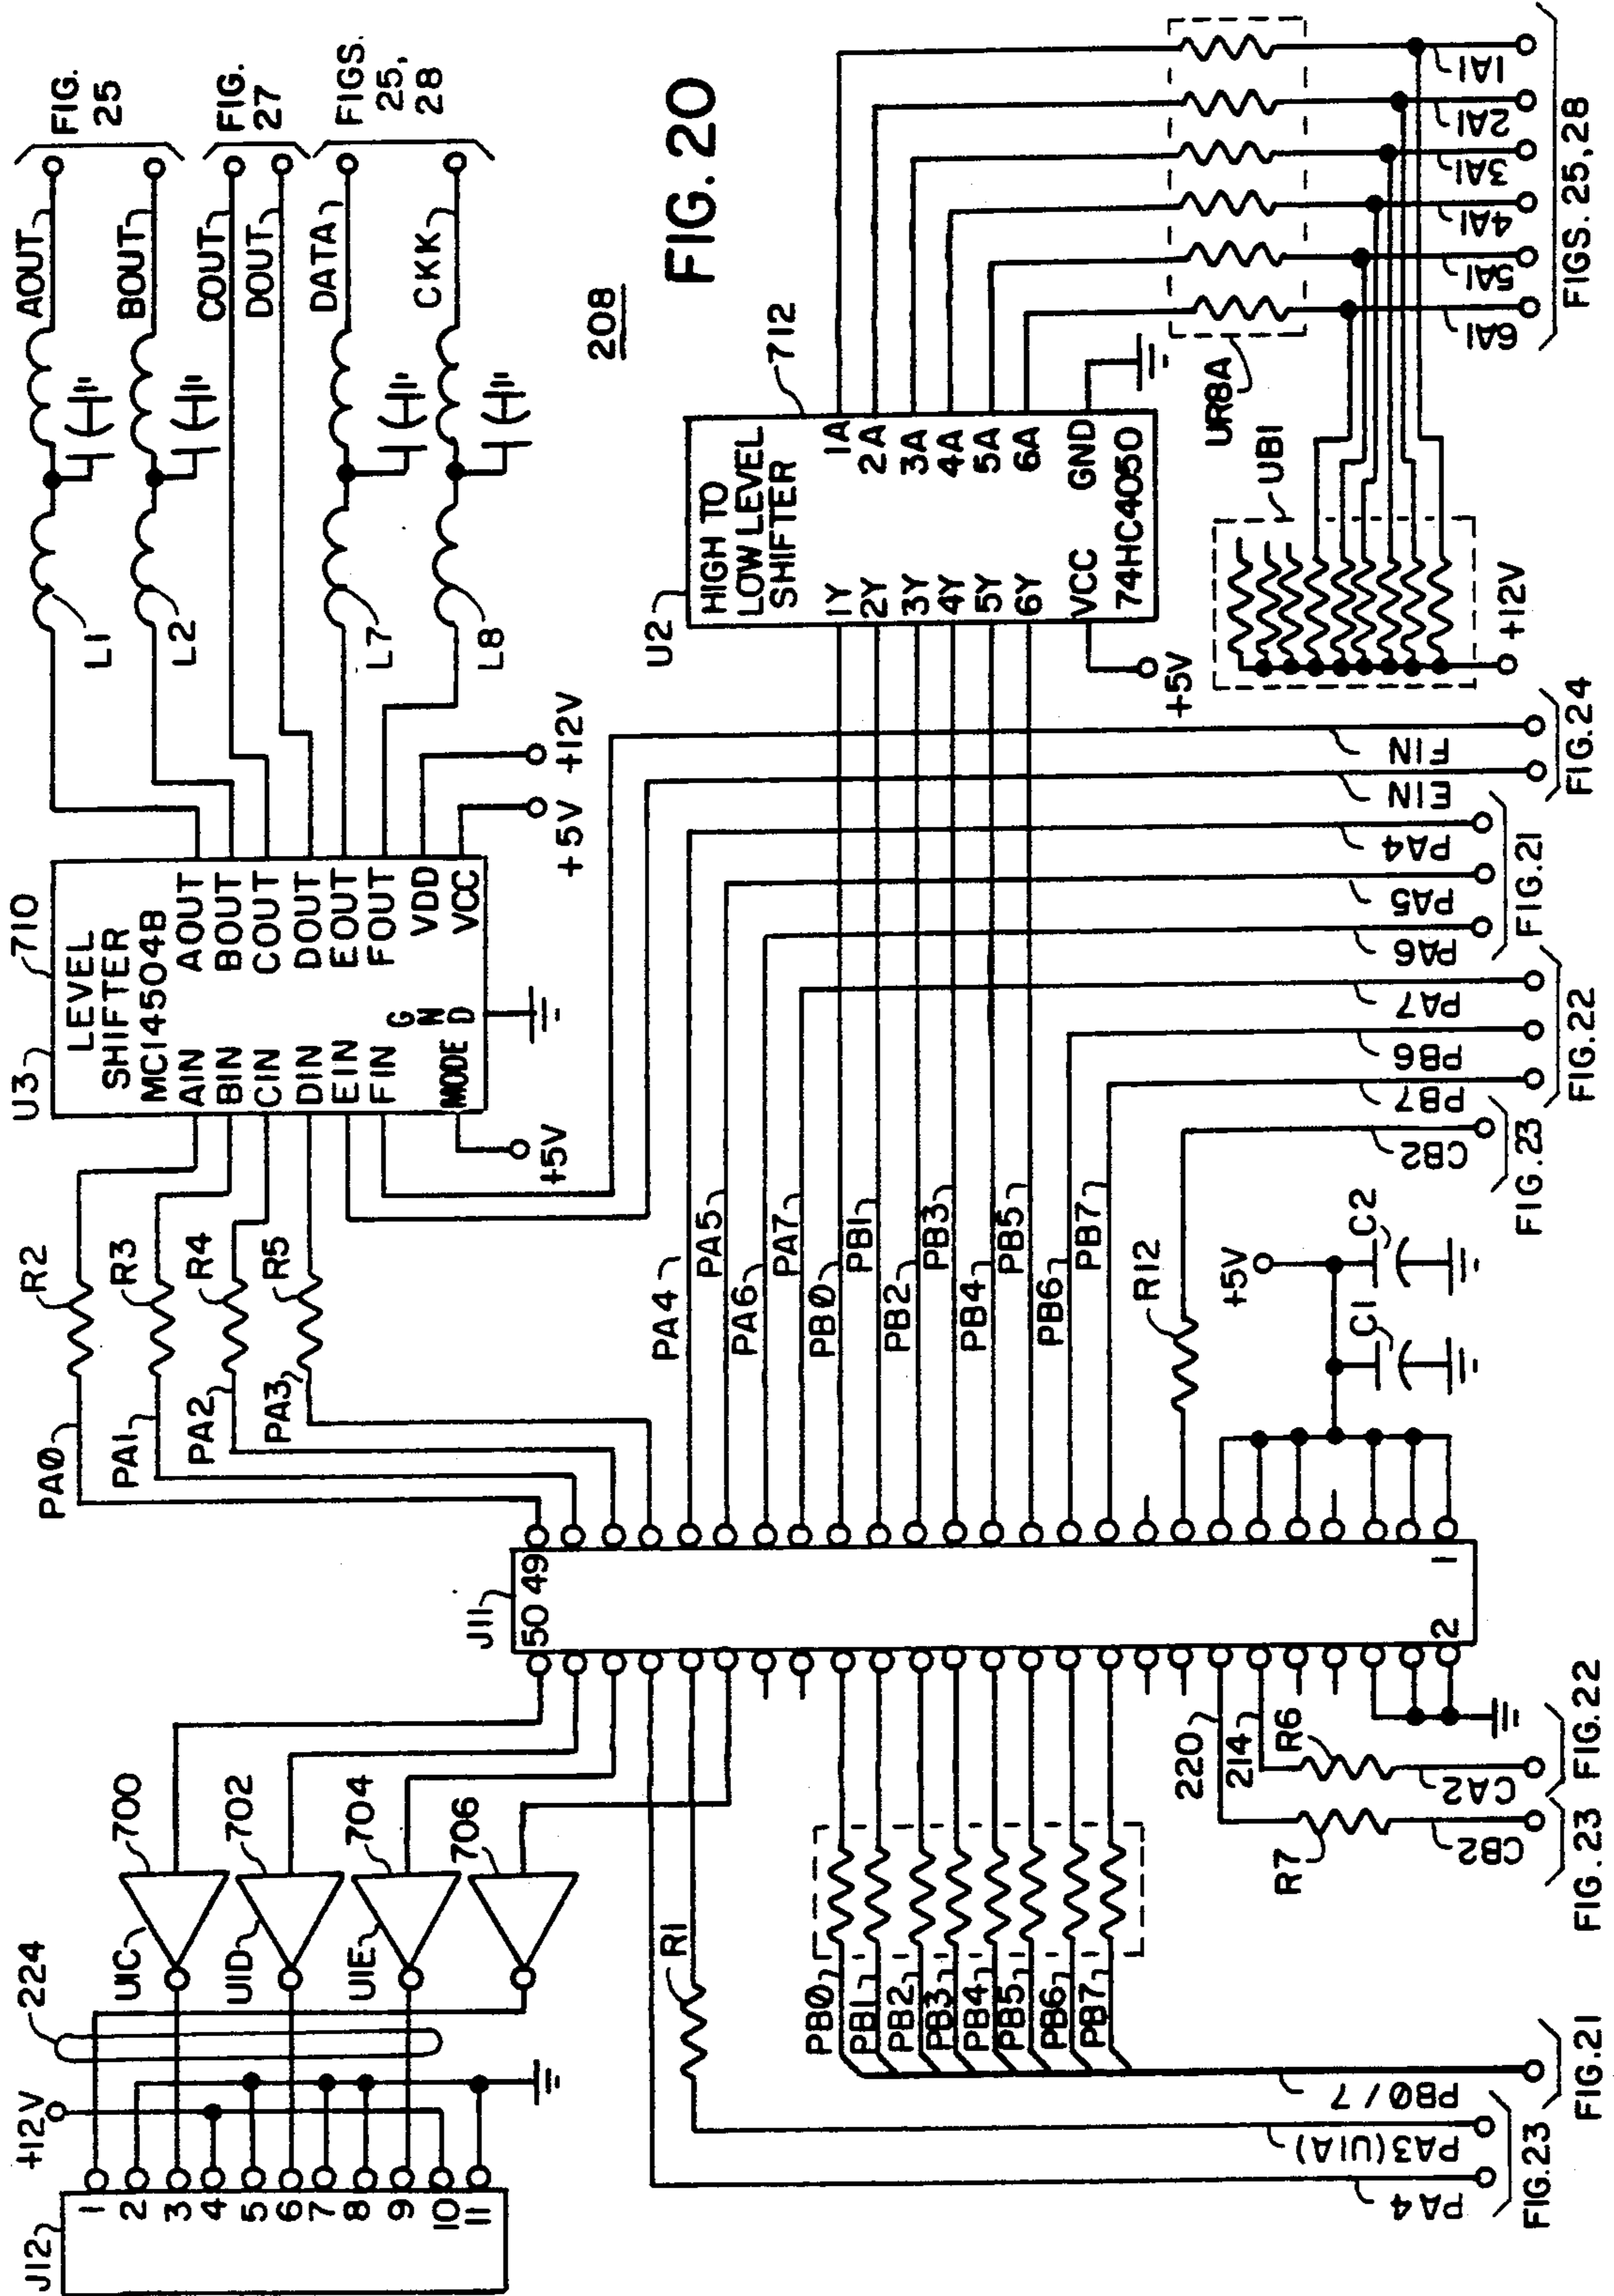 FIG. 20
208
J12
+12V
224
1
2
3
4
5
6
7
8
9
10
11
U1C
700
U1D
702
U1E
704
706
R1
PB0
PB1
PB2
PB3
PB4
PB5
PB6
PB7
PA4
PA3(U1A)
FIG.23
PB0/7
FIG.21
R7
CB2
FIG.23
220
214
R6
CA2
FIG.22
J11
50 49
2 1
PA0
PA1
PA2
PA3
R2
R3
R4
R5
U3
710
LEVEL
SHIFTER
MC14504B
AIN
BIN
CIN
DIN
EIN
FIN
MODE
GND
AOUT
BOUT
COUT
DOUT
EOUT
FOUT
VDD
VCC
+5V
+5V
+12V
L1
L2
L7
L8
AOUT
BOUT
COUT
DOUT
DATA
CKK
FIG.
25
FIG.
27
FIGS.
25,
28
PA4
PA5
PA6
PA7
PB0
PB1
PB2
PB3
PB4
PB5
PB6
PB7
R12
+5V
C1
C2
CB2
FIG.23
PB7
PB6
PA7
FIG.22
PA6
PA5
PA4
FIG.21
EIN
FIN
FIG.24
U2
712
HIGH TO
LOW LEVEL
SHIFTER
1Y
2Y
3Y
4Y
5Y
6Y
VCC
1A
2A
3A
4A
5A
6A
GND
74HC4050
+5V
UR8A
UB1
+12V
6A1
5A1
4A1
3A1
2A1
1A1
FIGS. 25,28